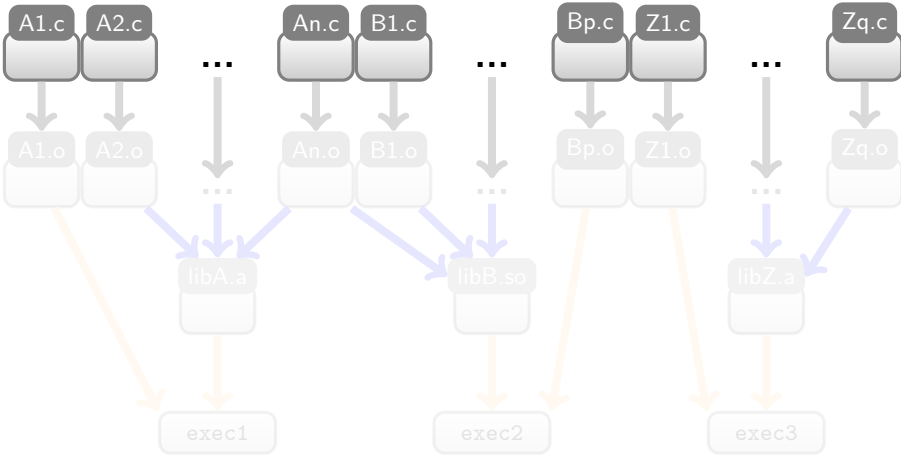 A1.c A2.c ... An.c B1.c ... Bp.c Z1.c ... Zq.c
A1.o A2.o ... An.o B1.o ... Bp.o Z1.o ... Zq.o
libA.a libB.so libZ.a
exec1 exec2 exec3